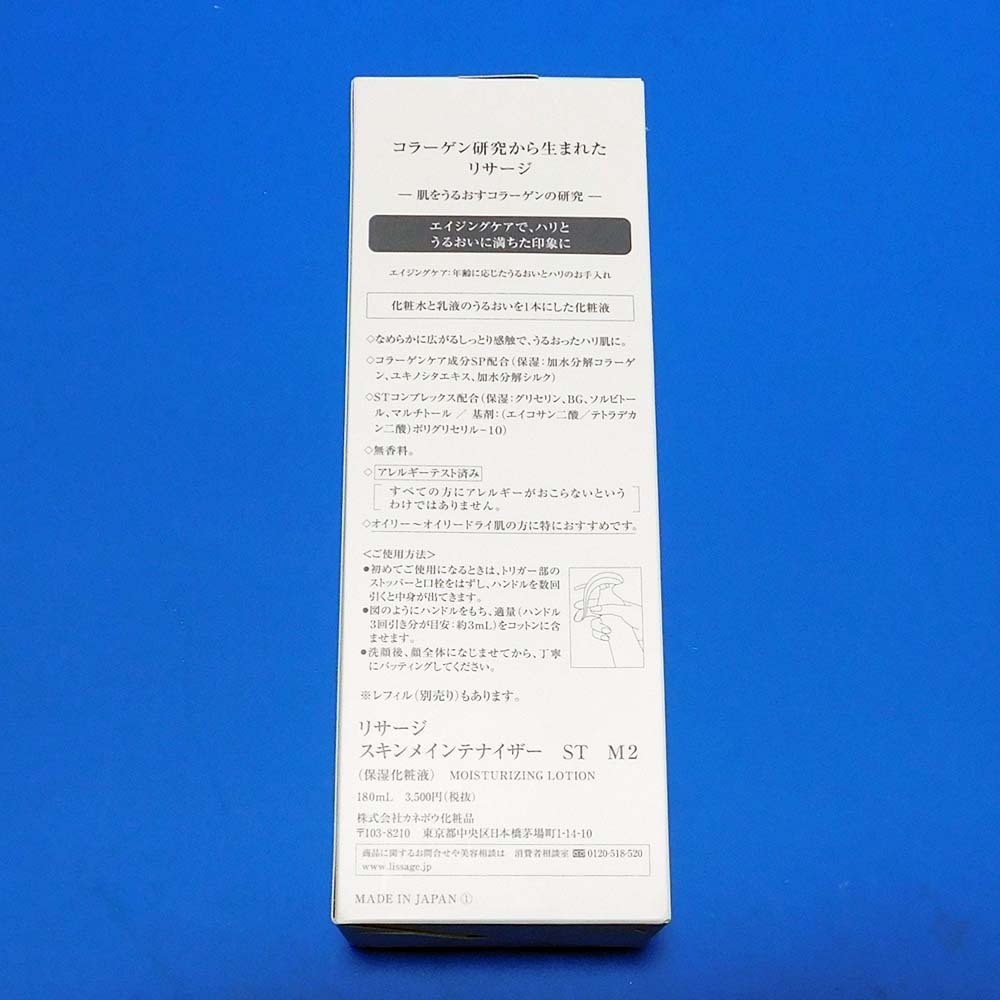 コラーゲン研究から生まれた
リサージ
― 肌をうるおすコラーゲンの研究 ―
エイジングケアで、ハリと
うるおいに満ちた印象に
エイジングケア:年齢に応じたうるおいとハリのお手入れ
化粧水と乳液のうるおいを1本にした化粧液
◇なめらかに広がるしっとり感触で、うるおったハリ肌に。
◇コラーゲンケア成分SP配合(保湿:加水分解コラーゲ
ン、ユキノシタエキス、加水分解シルク)
◇STコンプレックス配合(保湿:グリセリン、BG、ソルビトー
ル、マルチトール / 基剤:(エイコサン二酸/テトラデカ
ン二酸)ポリグリセリル-10)
◇無香料。
◇アレルギーテスト済み
[すべての方にアレルギーがおこらないという
わけではありません。]
◇オイリー~オイリードライ肌の方に特におすすめです。
<ご使用方法>
●初めてご使用になるときは、トリガー部の
ストッパーと口栓をはずし、ハンドルを数回
引くと中身が出てきます。
●図のようにハンドルをもち、適量(ハンドル
3回引き分が目安:約3mL)をコットンに含
ませます。
●洗顔後、顔全体になじませてから、丁寧
にパッティングしてください。
※レフィル(別売り)もあります。
リサージ
スキンメインテナイザー ST M2
(保湿化粧液) MOISTURIZING LOTION
180mL 3,500円(税抜)
株式会社カネボウ化粧品
〒103-8210 東京都中央区日本橋茅場町1-14-10
商品に関するお問合せや美容相談は 消費者相談室 0120-518-520
www.lissage.jp
MADE IN JAPAN ①